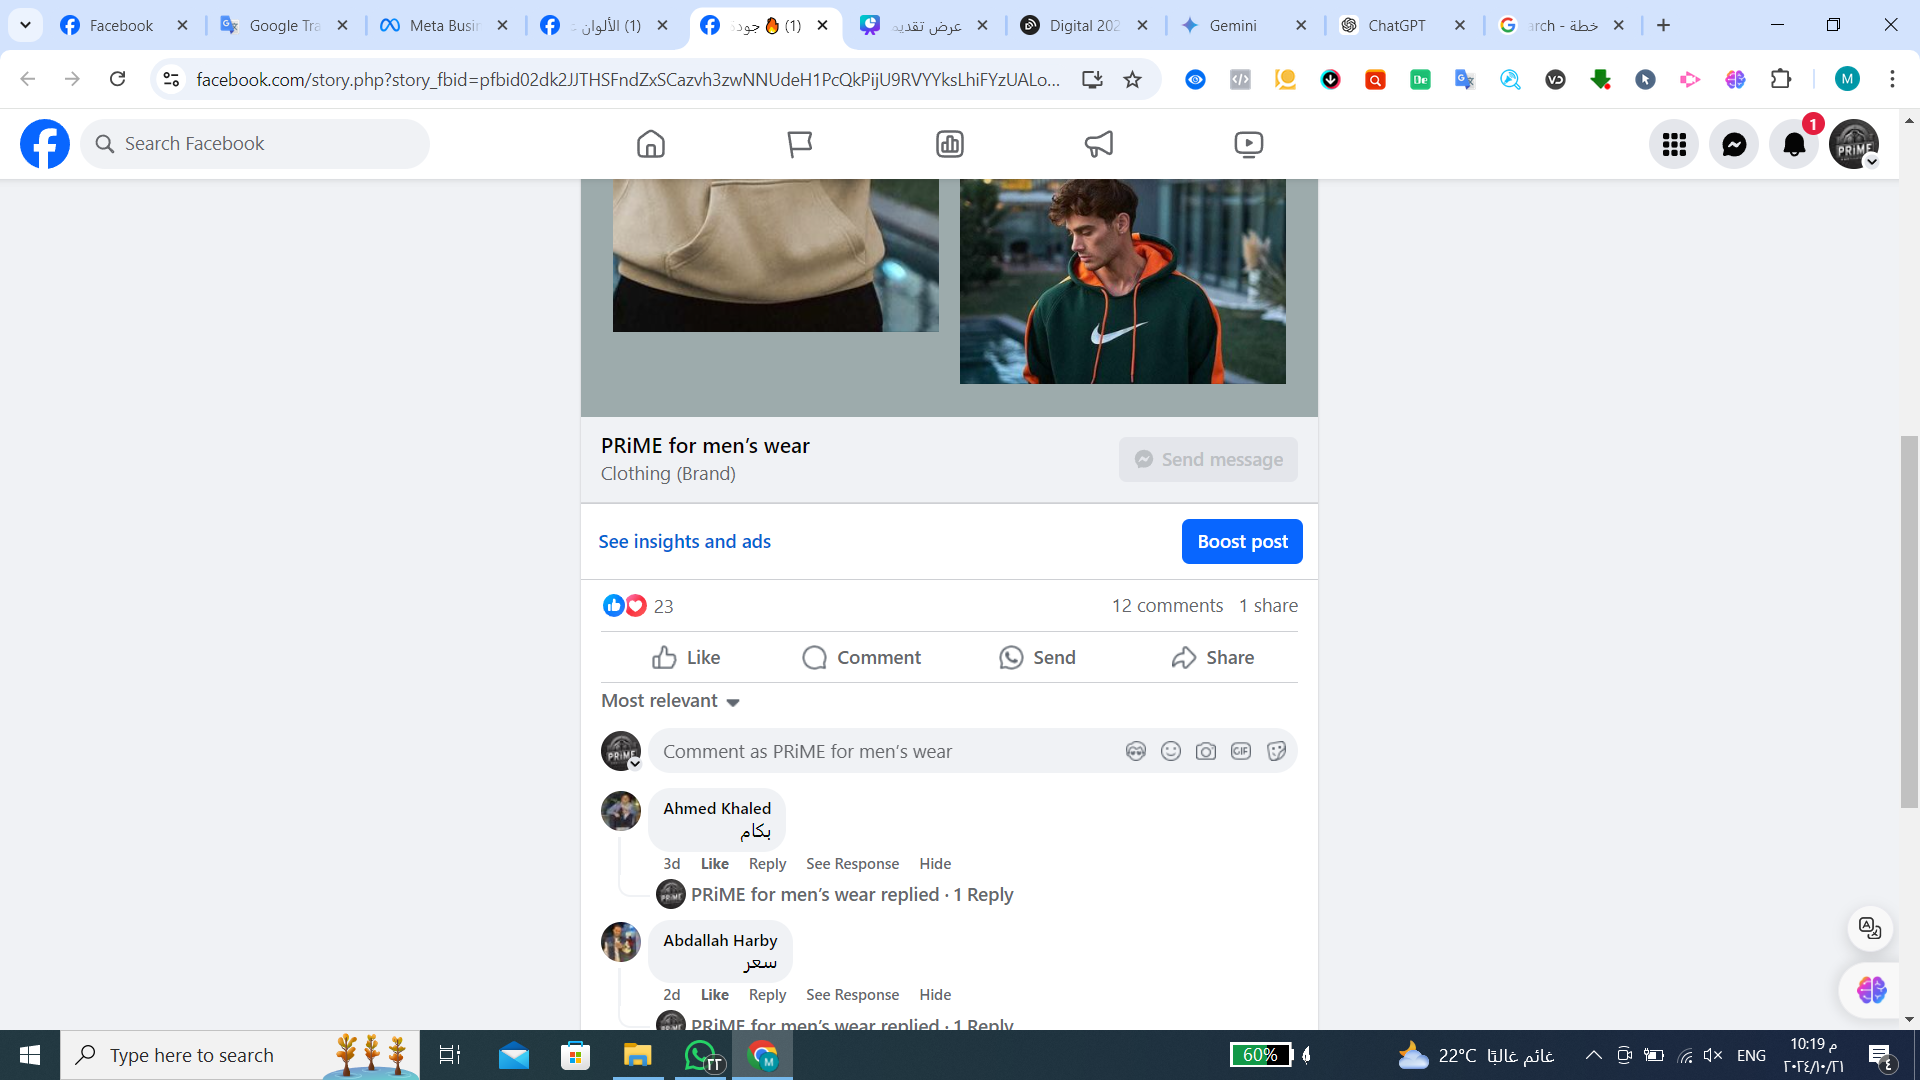 Facebook
Google Tra
Meta Busin
(1) الألوان
(1) 🔥 جودة
عرض تقديم
Digital 202
Gemini
ChatGPT
خطة - arch
facebook.com/story.php?story_fbid=pfbid02dk2JJTHSFndZxSCazvh3zwNNUdeH1PcQkPijU9RVYYksLhiFYzUALo...
M
Search Facebook
1
PRiME
PRiME for men's wear
Clothing (Brand)
Send message
See insights and ads
Boost post
23
12 comments 1 share
Like
Comment
Send
Share
Most relevant
Comment as PRiME for men's wear
GIF
Ahmed Khaled
بكام
3d Like Reply See Response Hide
PRiME for men's wear replied · 1 Reply
Abdallah Harby
سعر
2d Like Reply See Response Hide
PRiME for men's wear replied · 1 Reply
Type here to search
٢٣
60%
22°C غائم غالبًا
ENG
10:19 م
٢٠٢٤/١٠/٢١
٤